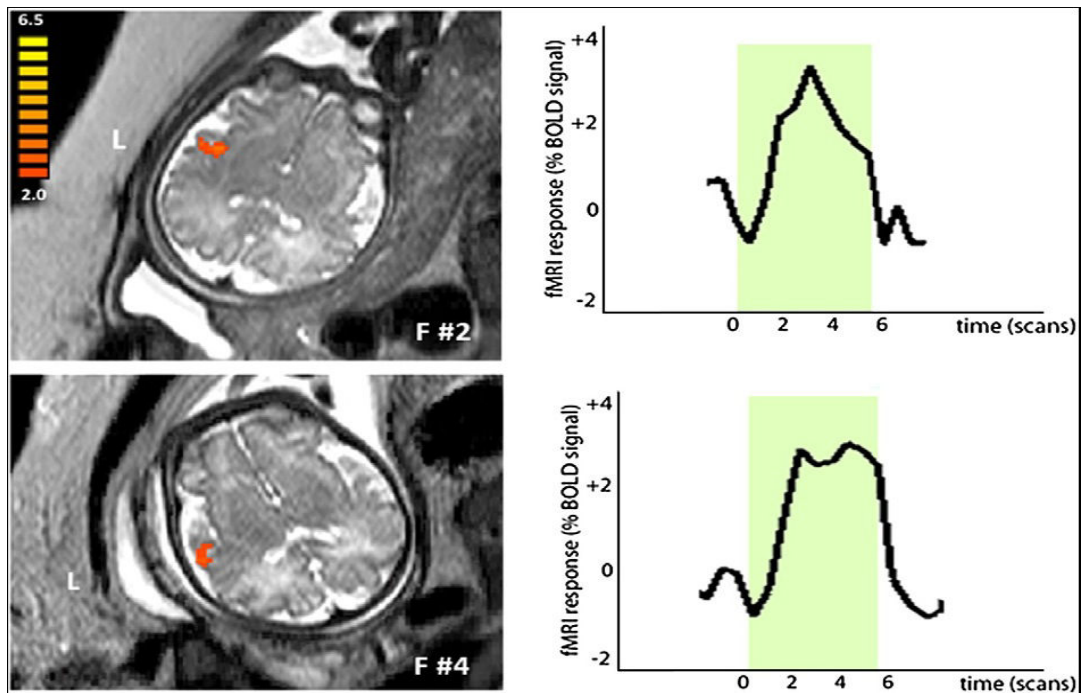 6.5
L
2.0
F #2
fMRI response (% BOLD signal)
+4
+2
0
-2
0 2 4 6 time (scans)
L
F #4
fMRI response (% BOLD signal)
+4
+2
0
-2
0 2 4 6 time (scans)